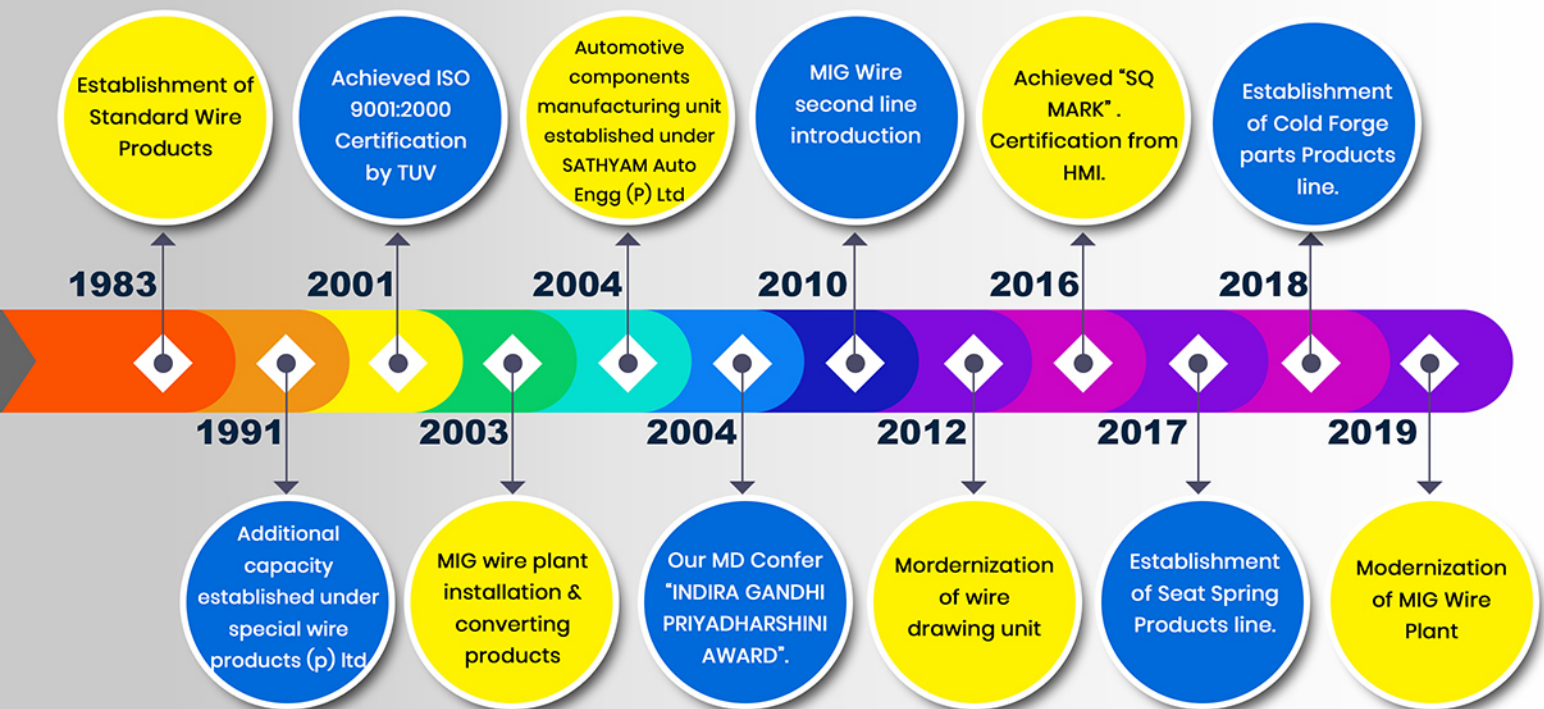 Establishment of
Standard Wire
Products
Achieved ISO
9001:2000
Certification
by TUV
Automotive
components
manufacturing unit
established under
SATHYAM Auto
Engg (P) Ltd
MIG Wire
second line
introduction
Achieved “SQ
MARK” .
Certification from
HMI.
Establishment
of Cold Forge
parts Products
line.
1983
2001
2004
2010
2016
2018
1991
2003
2004
2012
2017
2019
Additional
capacity
established under
special wire
products (p) ltd
MIG wire plant
installation &
converting
products
Our MD Confer
“INDIRA GANDHI
PRIYADHARSHINI
AWARD”.
Mordernization
of wire
drawing unit
Establishment
of Seat Spring
Products line.
Modernization
of MIG Wire
Plant